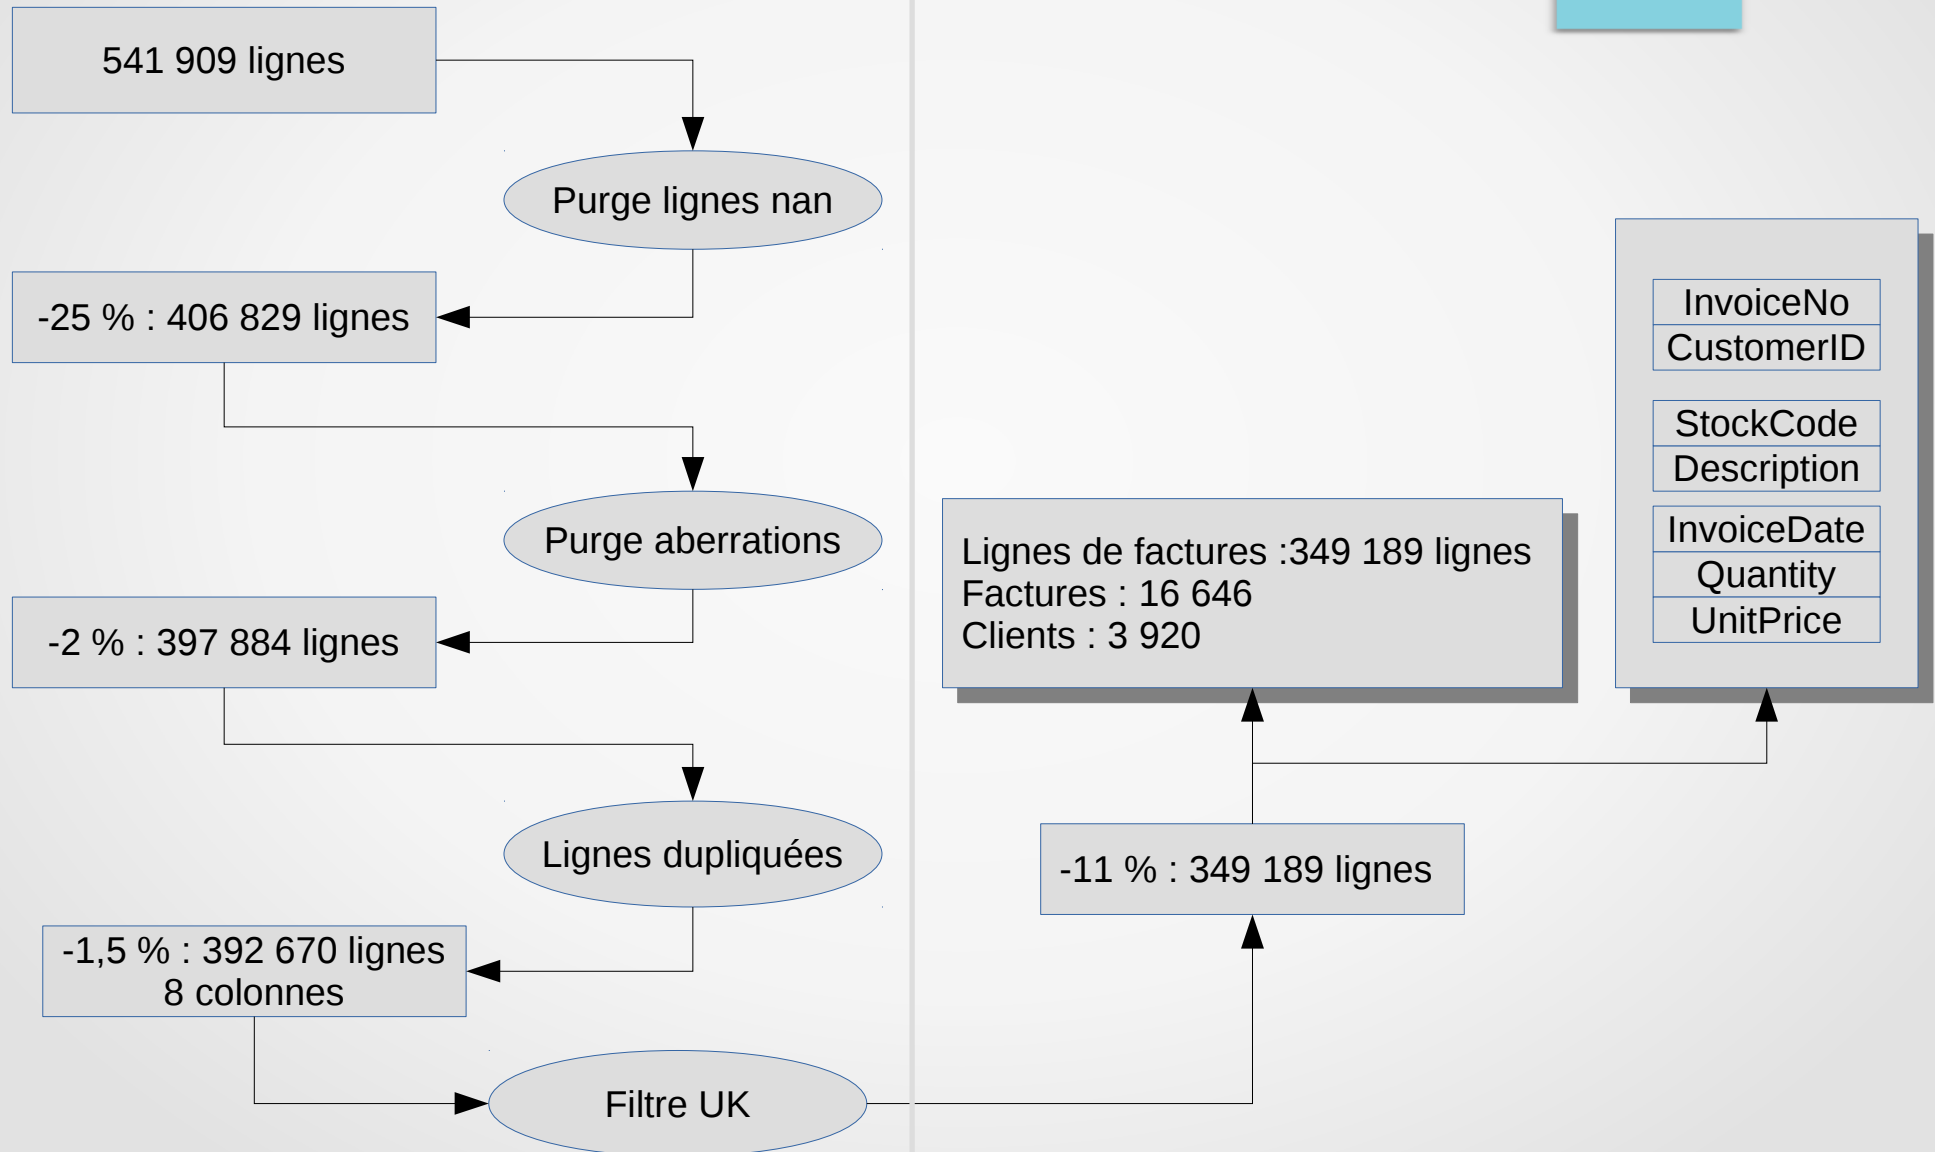 541 909 lignes
Purge lignes nan
-25 % : 406 829 lignes
Purge aberrations
-2 % : 397 884 lignes
Lignes dupliquées
-1,5 % : 392 670 lignes
8 colonnes
Filtre UK
-11 % : 349 189 lignes
Lignes de factures :349 189 lignes
Factures : 16 646
Clients : 3 920
InvoiceNo
CustomerID
StockCode
Description
InvoiceDate
Quantity
UnitPrice